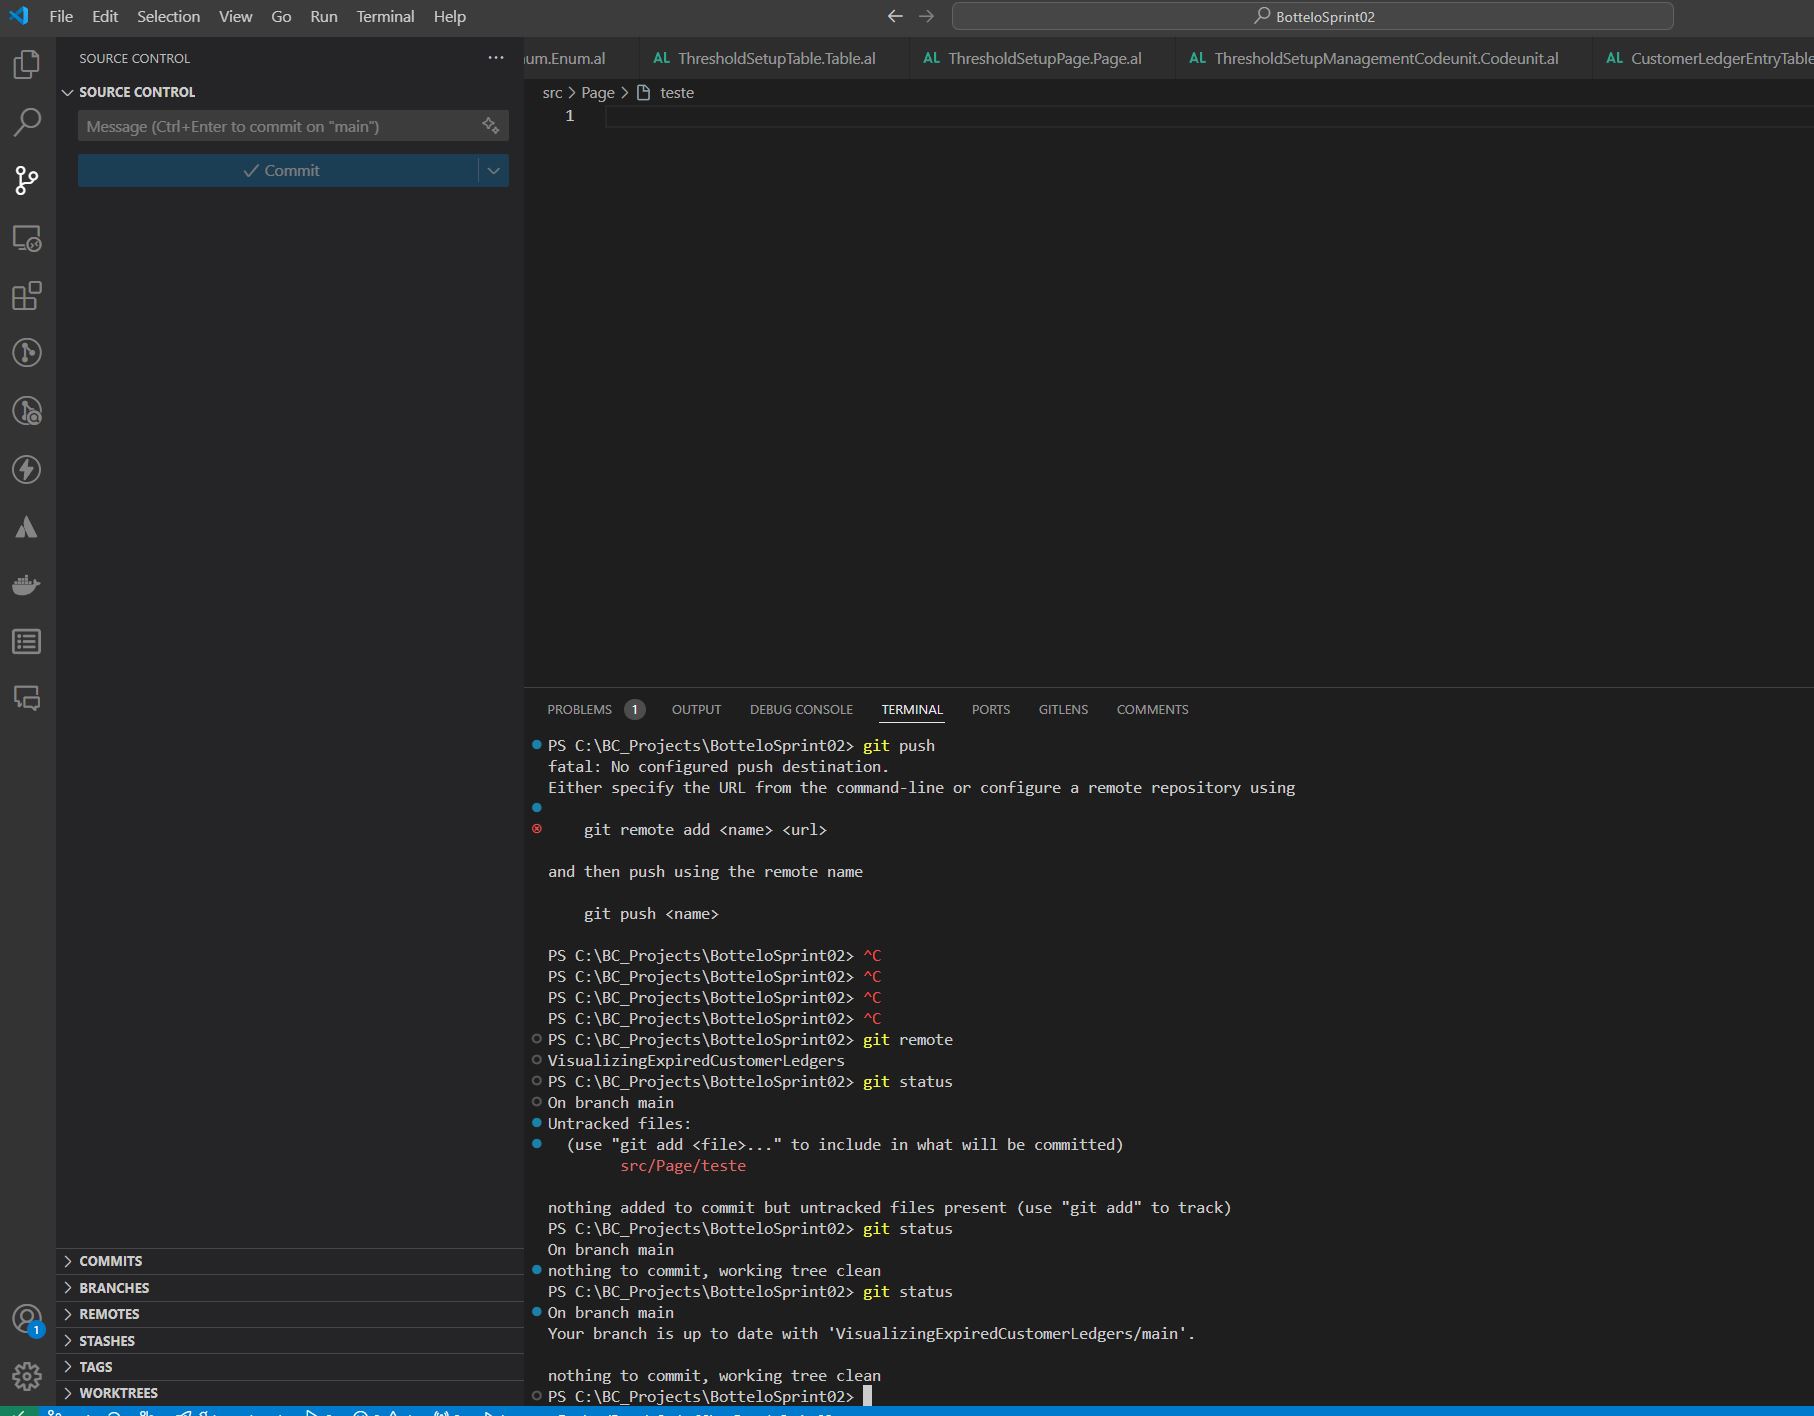 File Edit Selection View Go Run Terminal Help
BotteloSprint02
SOURCE CONTROL
SOURCE CONTROL
Message (Ctrl+Enter to commit on "main")
Commit
um.Enum.al
AL ThresholdSetupTable.Table.al
AL ThresholdSetupPage.Page.al
AL ThresholdSetupManagementCodeunit.Codeunit.al
AL CustomerLedgerEntryTable
src > Page > teste
1
PROBLEMS 1 OUTPUT DEBUG CONSOLE TERMINAL PORTS GITLENS COMMENTS
PS C:\BC_Projects\BotteloSprint02> git push
fatal: No configured push destination.
Either specify the URL from the command-line or configure a remote repository using
git remote add <name> <url>
and then push using the remote name
git push <name>
PS C:\BC_Projects\BotteloSprint02> ^C
PS C:\BC_Projects\BotteloSprint02> ^C
PS C:\BC_Projects\BotteloSprint02> ^C
PS C:\BC_Projects\BotteloSprint02> ^C
PS C:\BC_Projects\BotteloSprint02> git remote
VisualizingExpiredCustomerLedgers
PS C:\BC_Projects\BotteloSprint02> git status
On branch main
Untracked files:
(use "git add <file>..." to include in what will be committed)
src/Page/teste
nothing added to commit but untracked files present (use "git add" to track)
PS C:\BC_Projects\BotteloSprint02> git status
On branch main
nothing to commit, working tree clean
PS C:\BC_Projects\BotteloSprint02> git status
On branch main
Your branch is up to date with 'VisualizingExpiredCustomerLedgers/main'.
nothing to commit, working tree clean
PS C:\BC_Projects\BotteloSprint02>
COMMITS
BRANCHES
REMOTES
STASHES
TAGS
WORKTREES
1